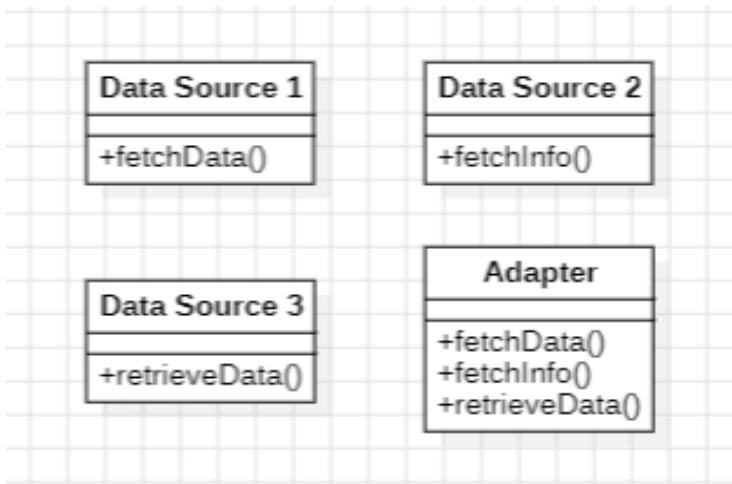 Data Source 1
+fetchData()
Data Source 2
+fetchInfo()
Data Source 3
+retrieveData()
Adapter
+fetchData()
+fetchInfo()
+retrieveData()